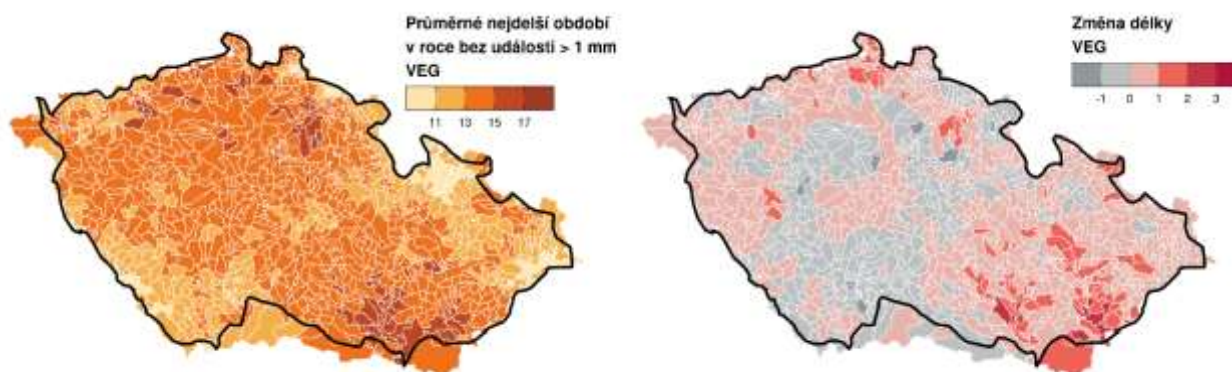 Průměrné nejdelší období
v roce bez události > 1 mm
VEG
11 13 15 17
Změna délky
VEG
-1 0 1 2 3